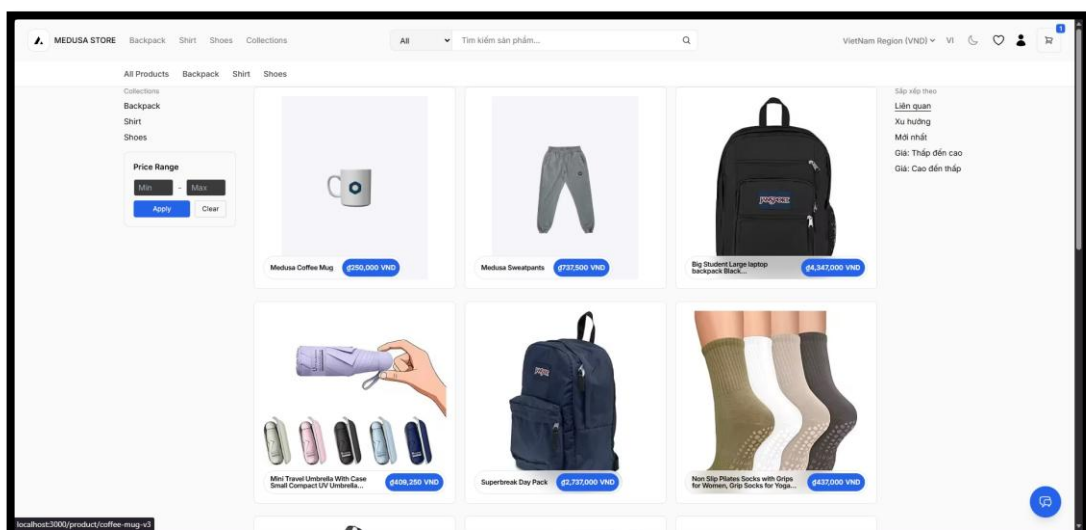 MEDUSA STORE Backpack Shirt Shoes Collections All Tìm kiếm sản phẩm... VietNam Region (VND) VI 1
All Products Backpack Shirt Shoes
Collections
Backpack
Shirt
Shoes
Price Range
Min - Max
Apply Clear
Medusa Coffee Mug ₫250,000 VND
Medusa Sweatpants ₫737,500 VND
JANSPORT
Big Student Large laptop
backpack Black...
₫4,347,000 VND
Sắp xếp theo
Liên quan
Xu hướng
Mới nhất
Giá: Thấp đến cao
Giá: Cao đến thấp
Mini Travel Umbrella With Case
Small Compact UV Umbrella...
₫409,250 VND
Superbreak Day Pack ₫2,737,000 VND
Non Slip Pilates Socks with Grips
for Women, Grip Socks for Yoga...
₫437,000 VND
localhost:3000/product/coffee-mug-v3